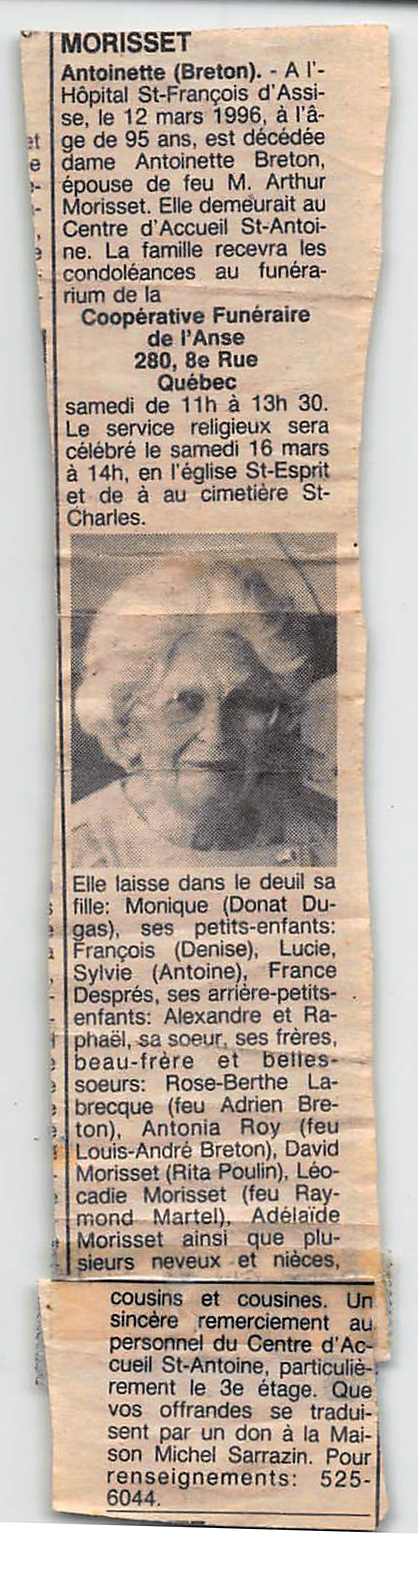 MORISSET
Antoinette (Breton). - A l'-
Hôpital St-François d'Assi-
se, le 12 mars 1996, à l'â-
ge de 95 ans, est décédée
dame Antoinette Breton,
épouse de feu M. Arthur
Morisset. Elle demeurait au
Centre d'Accueil St-Antoi-
ne. La famille recevra les
condoléances au funéra-
rium de la
Coopérative Funéraire
de l'Anse
280, 8e Rue
Québec
samedi de 11h à 13h 30.
Le service religieux sera
célébré le samedi 16 mars
à 14h, en l'église St-Esprit
et de à au cimetière St-
Charles.
Elle laisse dans le deuil sa
fille: Monique (Donat Du-
gas), ses petits-enfants:
François (Denise), Lucie,
Sylvie (Antoine), France
Després, ses arrière-petits-
enfants: Alexandre et Ra-
phaël, sa soeur, ses frères,
beau-frère et belles-
soeurs: Rose-Berthe La-
brecque (feu Adrien Bre-
ton), Antonia Roy (feu
Louis-André Breton), David
Morisset (Rita Poulin), Léo-
cadie Morisset (feu Ray-
mond Martel), Adélaïde
Morisset ainsi que plu-
sieurs neveux et nièces,
cousins et cousines. Un
sincère remerciement au
personnel du Centre d'Ac-
cueil St-Antoine, particuliè-
rement le 3e étage. Que
vos offrandes se tradui-
sent par un don à la Mai-
son Michel Sarrazin. Pour
renseignements: 525-
6044.